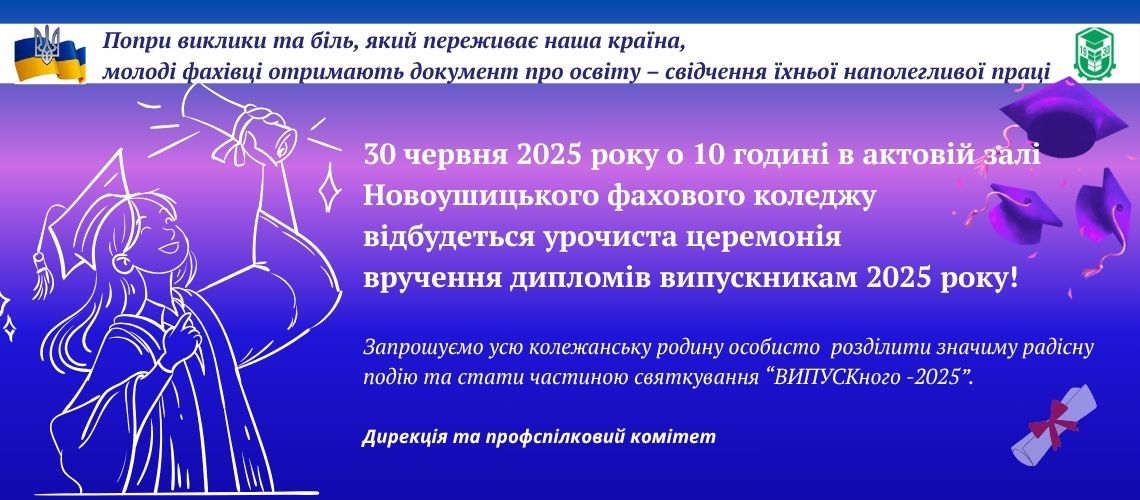 Попри виклики та біль, який переживає наша країна,
молоді фахівці отримають документ про освіту – свідчення їхньої наполегливої праці
1930
30 червня 2025 року о 10 годині в актовій залі
Новоушицького фахового коледжу
відбудеться урочиста церемонія
вручення дипломів випускникам 2025 року!
Запрошуємо усю колежанську родину особисто  розділити значиму радісну
подію та стати частиною святкування “ВИПУСКного -2025”.
Дирекція та профспілковий комітет